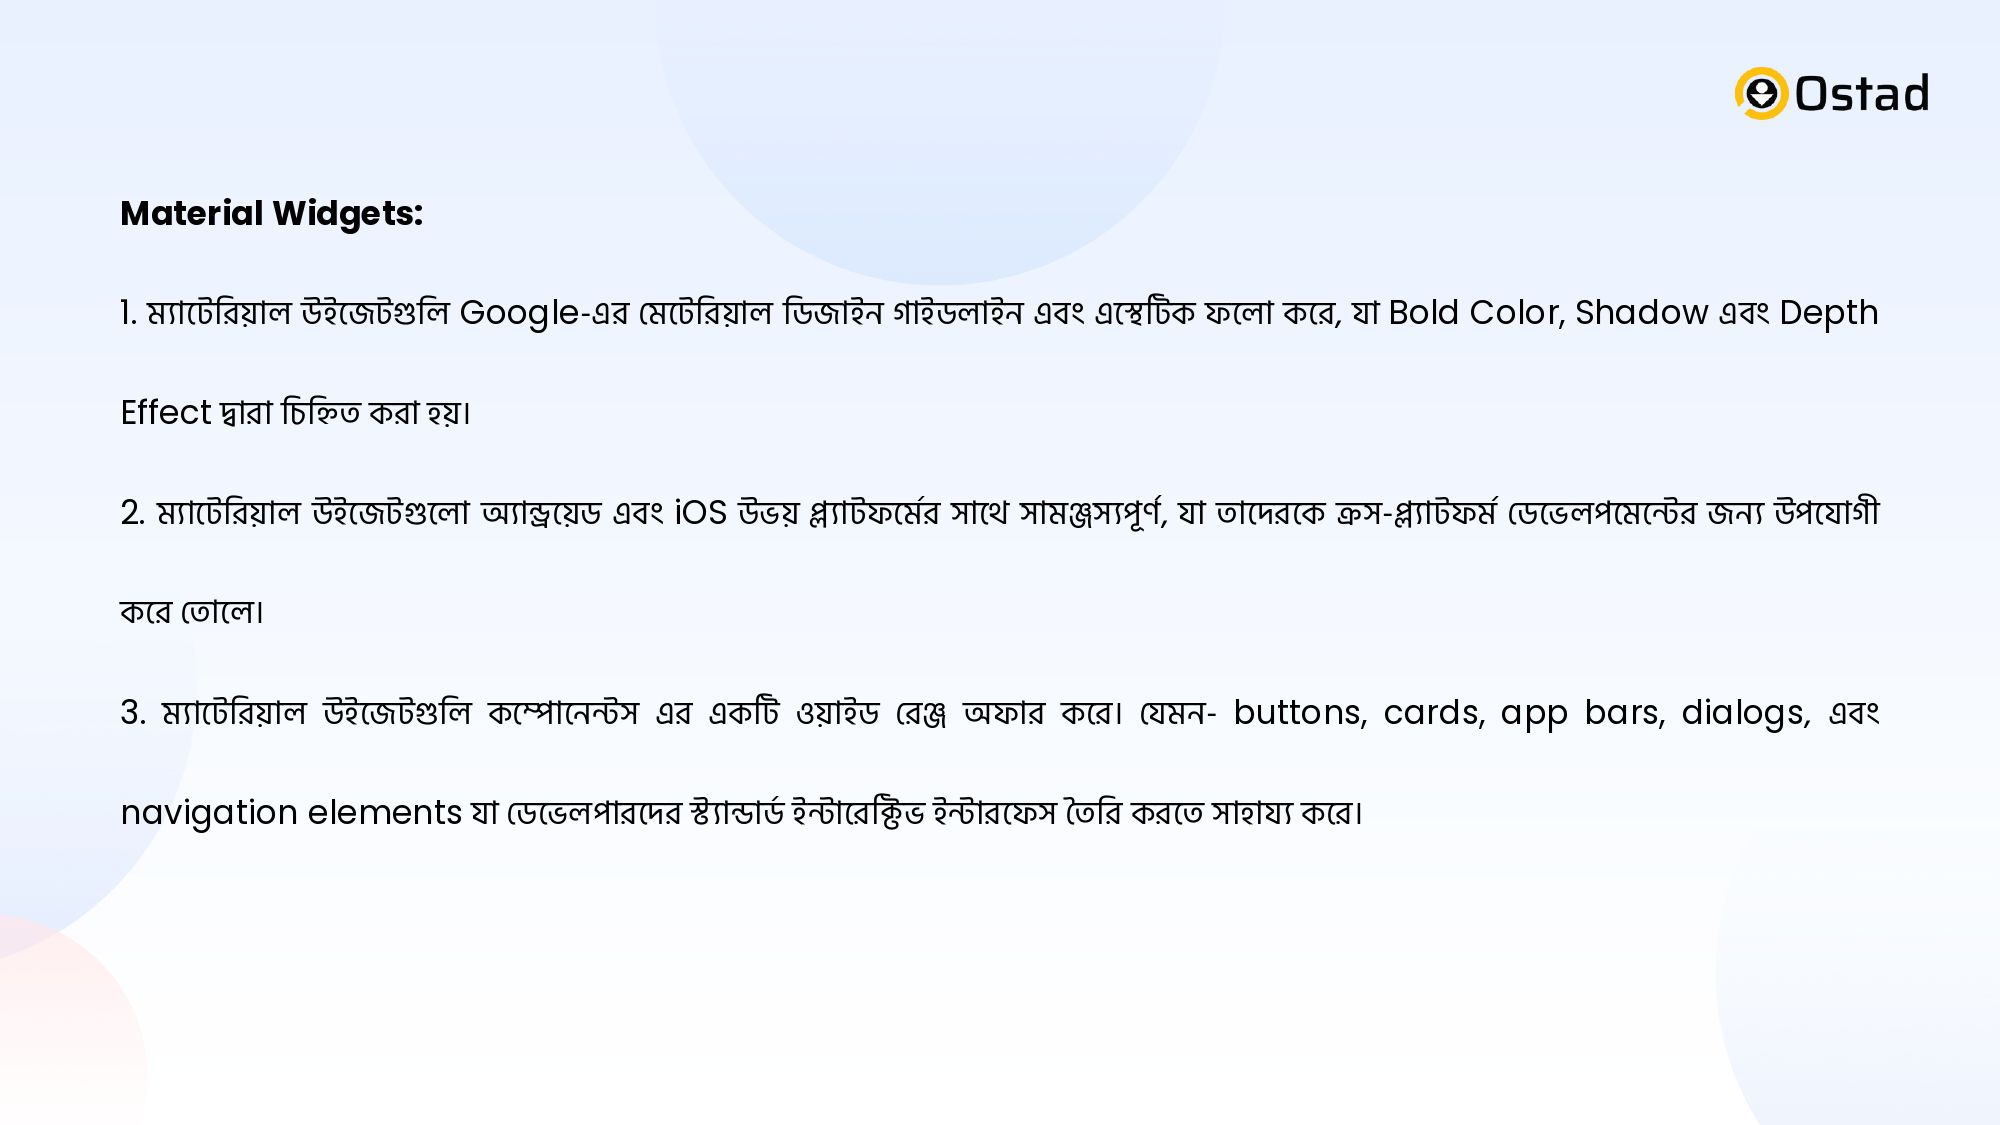 Ostad
Material Widgets:
1. ম্যাটেরিয়াল উইজেটগুলি Google-এর মেটেরিয়াল ডিজাইন গাইডলাইন এবং এস্থেটিক ফলো করে, যা Bold Color, Shadow এবং Depth
Effect দ্বারা চিহ্নিত করা হয়।
2. ম্যাটেরিয়াল উইজেটগুলো অ্যান্ড্রয়েড এবং iOS উভয় প্ল্যাটফর্মের সাথে সামঞ্জস্যপূর্ণ, যা তাদেরকে ক্রস-প্ল্যাটফর্ম ডেভেলপমেন্টের জন্য উপযোগী
করে তোলে।
3. ম্যাটেরিয়াল উইজেটগুলি কম্পোনেন্টস এর একটি ওয়াইড রেঞ্জ অফার করে। যেমন- buttons, cards, app bars, dialogs, এবং
navigation elements যা ডেভেলপারদের স্ট্যান্ডার্ড ইন্টারেক্টিভ ইন্টারফেস তৈরি করতে সাহায্য করে।